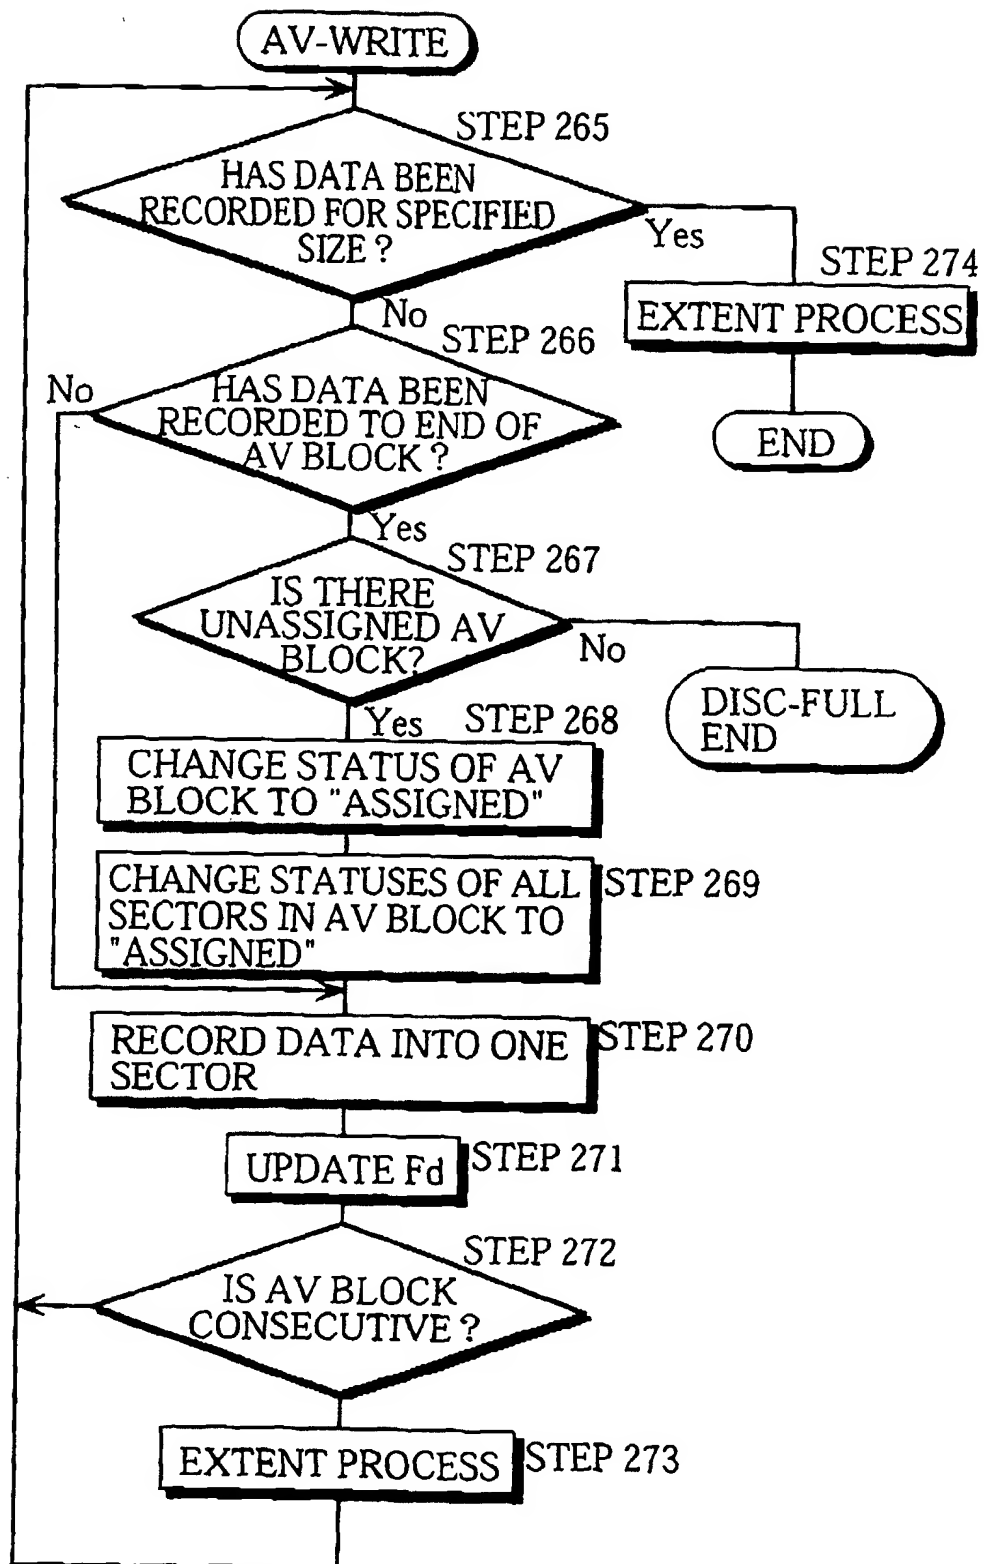 AV-WRITE
STEP 265
HAS DATA BEEN
RECORDED FOR SPECIFIED
SIZE ?
Yes
STEP 274
EXTENT PROCESS
END
No
STEP 266
No
HAS DATA BEEN
RECORDED TO END OF
AV BLOCK ?
Yes
STEP 267
IS THERE
UNASSIGNED AV
BLOCK?
No
DISC-FULL
END
Yes
STEP 268
CHANGE STATUS OF AV
BLOCK TO "ASSIGNED"
CHANGE STATUSES OF ALL
SECTORS IN AV BLOCK TO
"ASSIGNED"
STEP 269
RECORD DATA INTO ONE
SECTOR
STEP 270
UPDATE Fd
STEP 271
STEP 272
IS AV BLOCK
CONSECUTIVE ?
EXTENT PROCESS
STEP 273